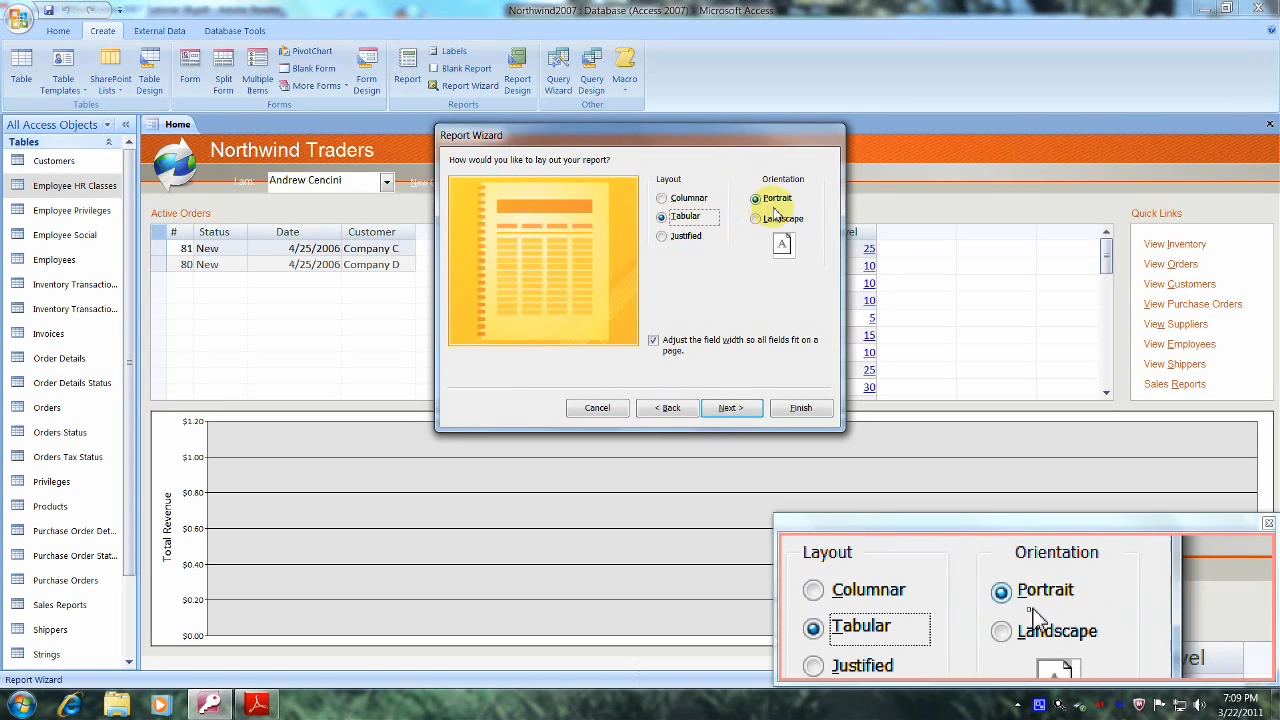 Northwind2007 : Database (Access 2007) - Microsoft Access
Home
Create
External Data
Database Tools
Table
Table Templates
SharePoint Lists
Table Design
Tables
Form
Split Form
Multiple Items
PivotChart
Blank Form
More Forms
Form Design
Forms
Report
Labels
Blank Report
Report Wizard
Report Design
Reports
Query Wizard
Query Design
Macro
Other
All Access Objects
Tables
Customers
Employee HR Classes
Employee Privileges
Employee Social
Employees
Inventory Transactio...
Inventory Transactio...
Invoices
Order Details
Order Details Status
Orders
Orders Status
Orders Tax Status
Privileges
Products
Purchase Order Det...
Purchase Order Stat...
Purchase Orders
Sales Reports
Shippers
Strings
Home
Northwind Traders
I am:
Andrew Cencini
Active Orders
# Status Date Customer
81 New 4/25/2006 Company C
80 New 4/25/2006 Company D
25
10
10
10
5
15
10
10
30
Quick Links
View Inventory
View Orders
View Customers
View Purchase Orders
View Suppliers
View Employees
View Shippers
Sales Reports
Report Wizard
How would you like to lay out your report?
Layout
Columnar
Tabular
Justified
Orientation
Portrait
Landscape
A
Adjust the field width so all fields fit on a
page.
Cancel
< Back
Next >
Finish
Total Revenue
$1.20
$1.00
$0.80
$0.60
$0.40
$0.20
$0.00
Layout
Columnar
Tabular
Justified
Orientation
Portrait
Landscape
vel
Report Wizard
7:09 PM
3/22/2011